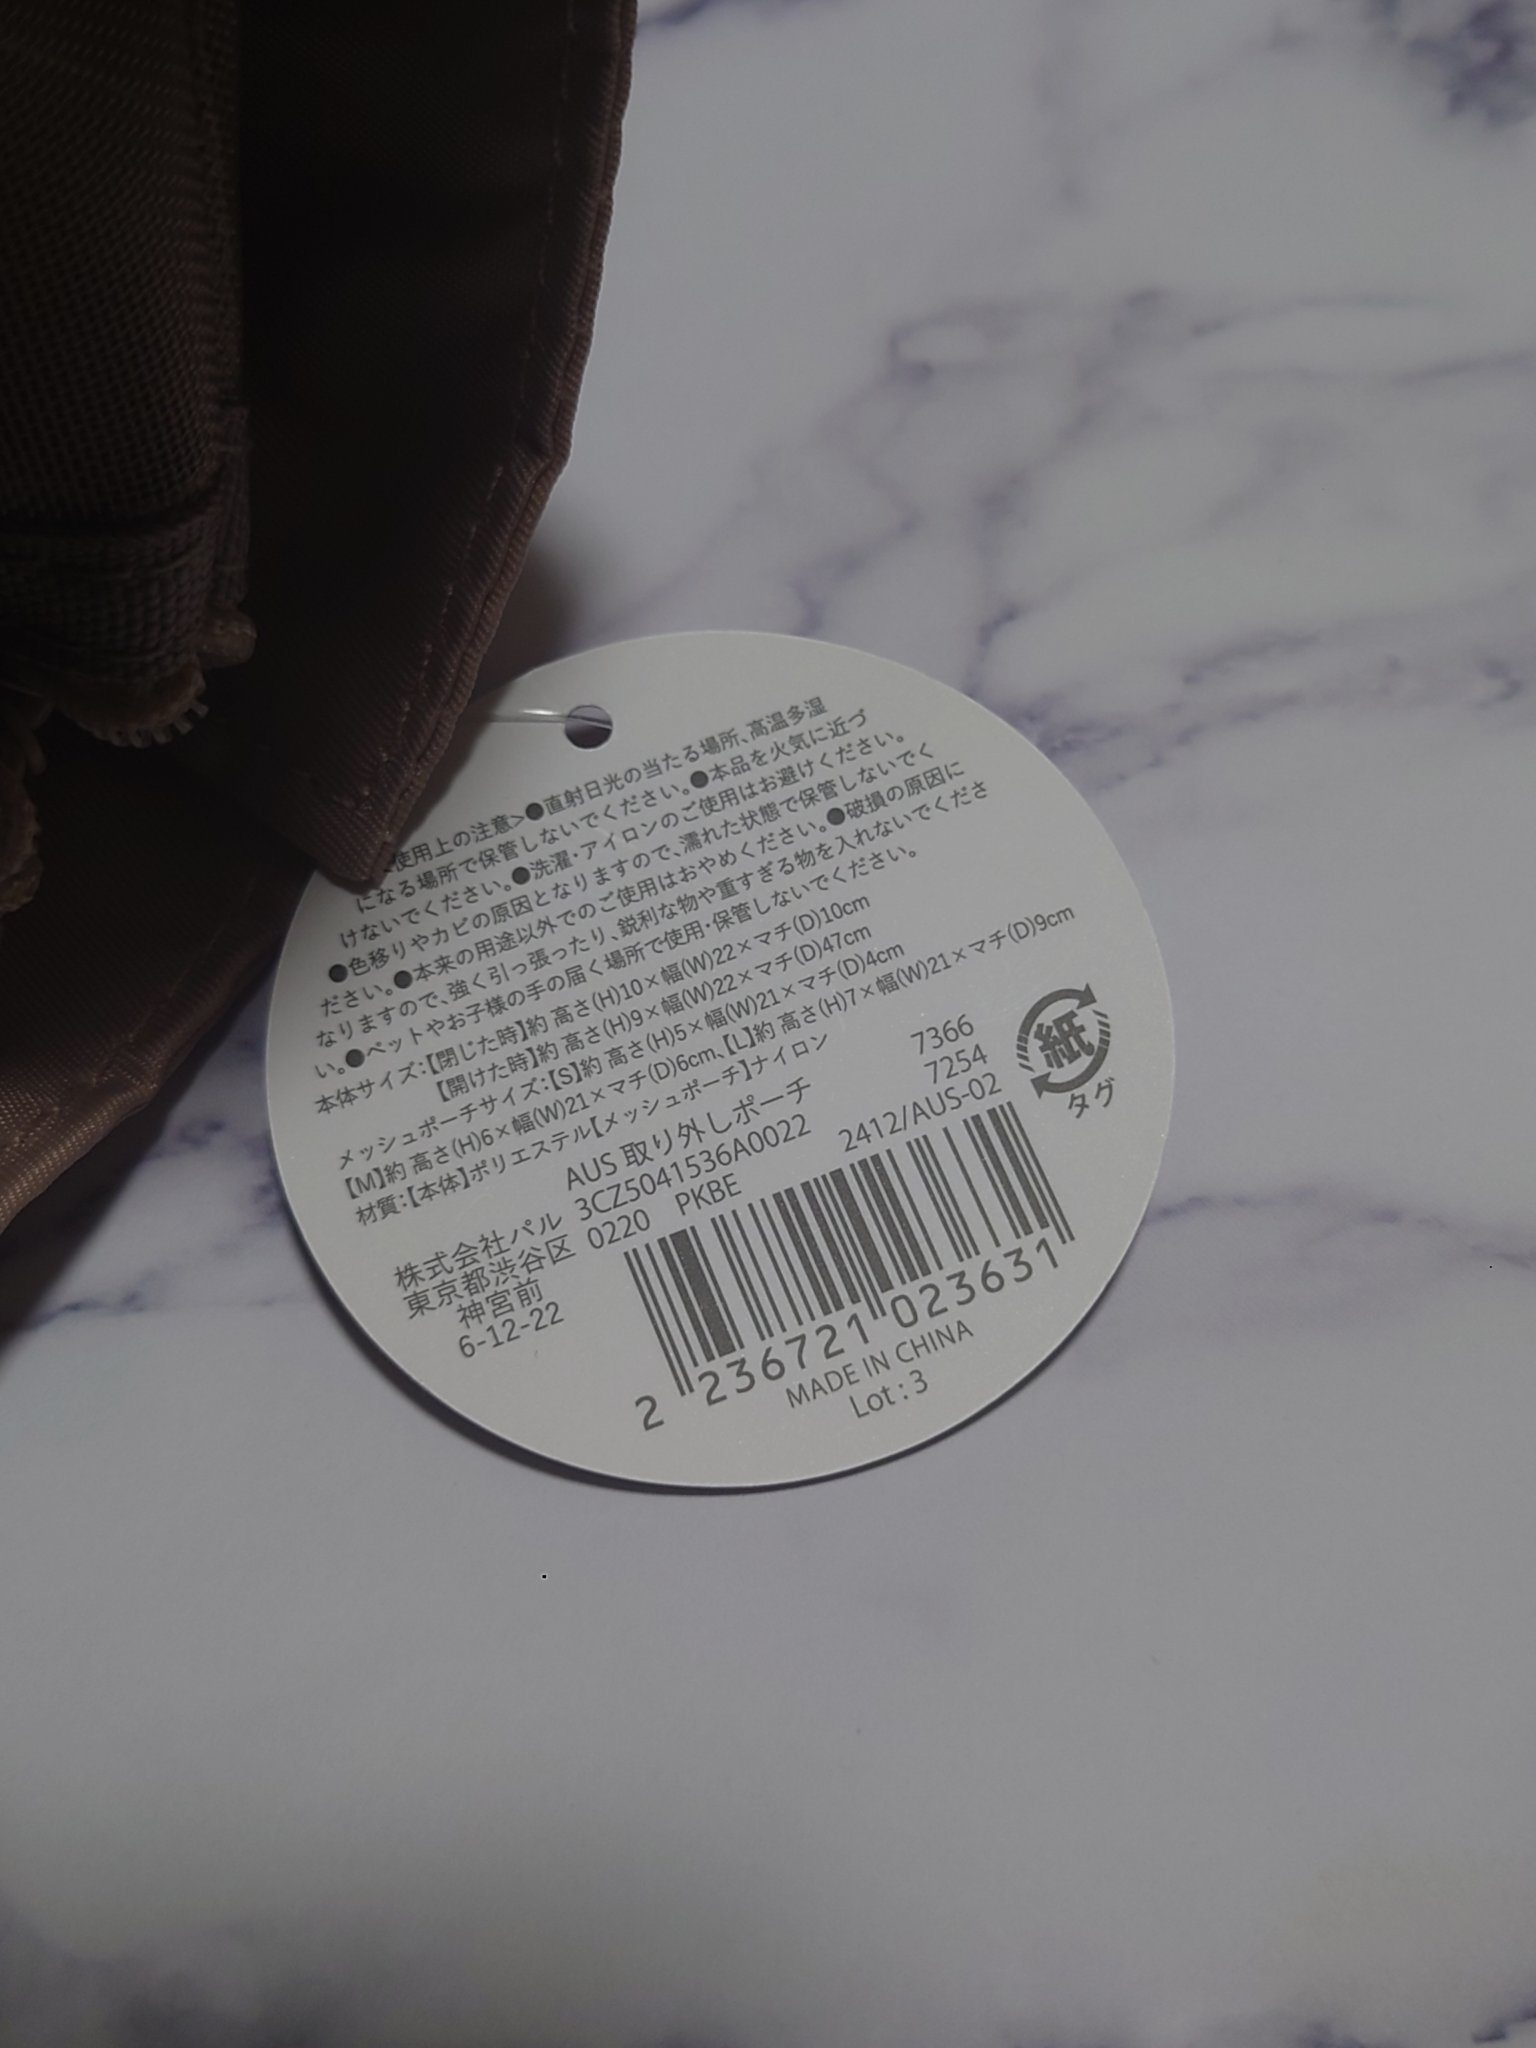 使用上の注意>●直射日光の当たる場所、高温多湿
になる場所で保管しないでください。●本品を火気に近づ
けないでください。●洗濯・アイロンのご使用はお避けください。
●色移りやカビの原因となりますので、濡れた状態で保管しないでく
ださい。●本来の用途以外でのご使用はおやめください。●破損の原因に
なりますので、強く引っ張ったり、鋭利な物や重すぎる物を入れないでくださ
い。●ペットやお子様の手の届く場所で使用・保管しないでください。
本体サイズ:【閉じた時】約 高さ(H)10×幅(W)22×マチ(D)10cm
【開けた時】約 高さ(H)9×幅(W)22×マチ(D)47cm
メッシュポーチサイズ:【S】約 高さ(H)5×幅(W)21×マチ(D)4cm
【M】約 高さ(H)6×幅(W)21×マチ(D)6cm、【L】約 高さ(H)7×幅(W)21×マチ(D)9cm
材質:【本体】ポリエステル【メッシュポーチ】ナイロン
7366
AUS 取り外しポーチ 7254
株式会社パル 3CZ5041536A0022 2412/AUS-02
東京都渋谷区 0220 PKBE
神宮前
6-12-22
紙
タグ
2 236721 023631
MADE IN CHINA
Lot : 3